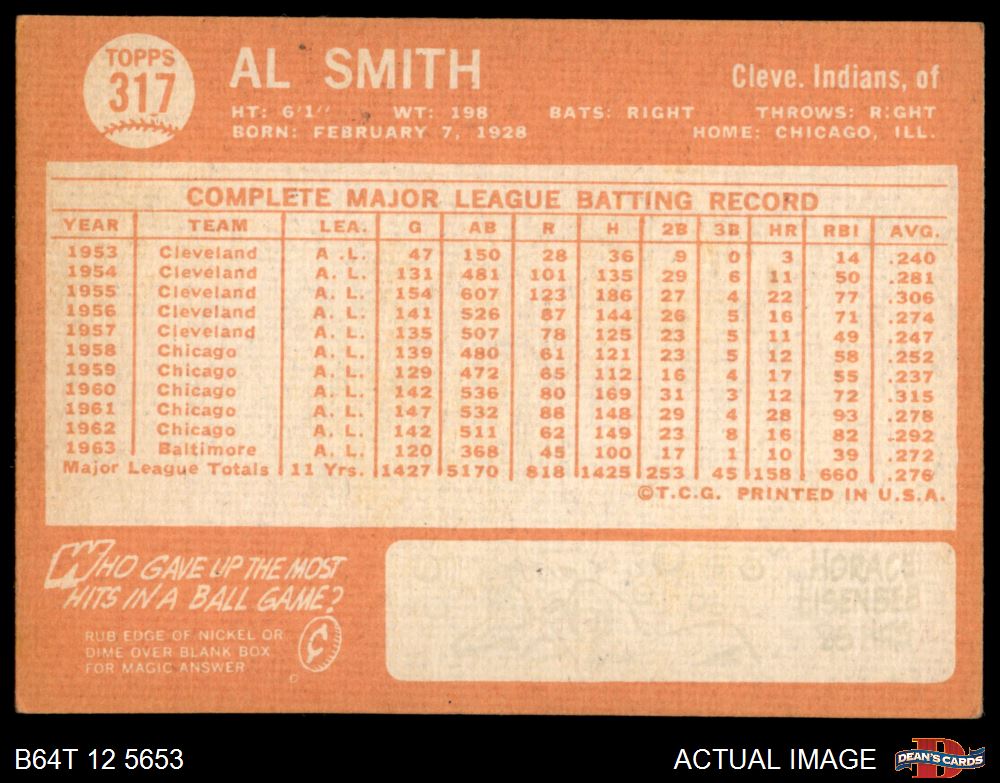 TOPPS
317
AL SMITH
Cleve. Indians, of
HT: 6'1" WT: 198 BATS: RIGHT THROWS: RIGHT
BORN: FEBRUARY 7, 1928 HOME: CHICAGO, ILL.
COMPLETE MAJOR LEAGUE BATTING RECORD
YEAR TEAM LEA. G AB R H 2B 3B HR RBI AVG.
1953 Cleveland A.L. 47 150 28 36 9 0 3 14 .240
1954 Cleveland A. L. 131 481 101 135 29 6 11 50 .281
1955 Cleveland A. L. 154 607 123 186 27 4 22 77 .306
1956 Cleveland A. L. 141 526 87 144 26 5 16 71 .274
1957 Cleveland A. L. 135 507 78 125 23 5 11 49 .247
1958 Chicago A. L. 139 480 61 121 23 5 12 58 .252
1959 Chicago A. L. 129 472 65 112 16 4 17 55 .237
1960 Chicago A. L. 142 536 80 169 31 3 12 72 .315
1961 Chicago A. L. 147 532 88 148 29 4 28 93 .278
1962 Chicago A. L. 142 511 62 149 23 8 16 82 .292
1963 Baltimore A. L. 120 368 45 100 17 1 10 39 .272
Major League Totals 11 Yrs. 1427 5170 818 1425 253 45 158 660 .276
©T.C.G. PRINTED IN U.S.A.
WHO GAVE UP THE MOST
HITS IN A BALL GAME?
RUB EDGE OF NICKEL OR
DIME OVER BLANK BOX
FOR MAGIC ANSWER
HORACE
B64T 12 5653
ACTUAL IMAGE
DEAN'S CARDS